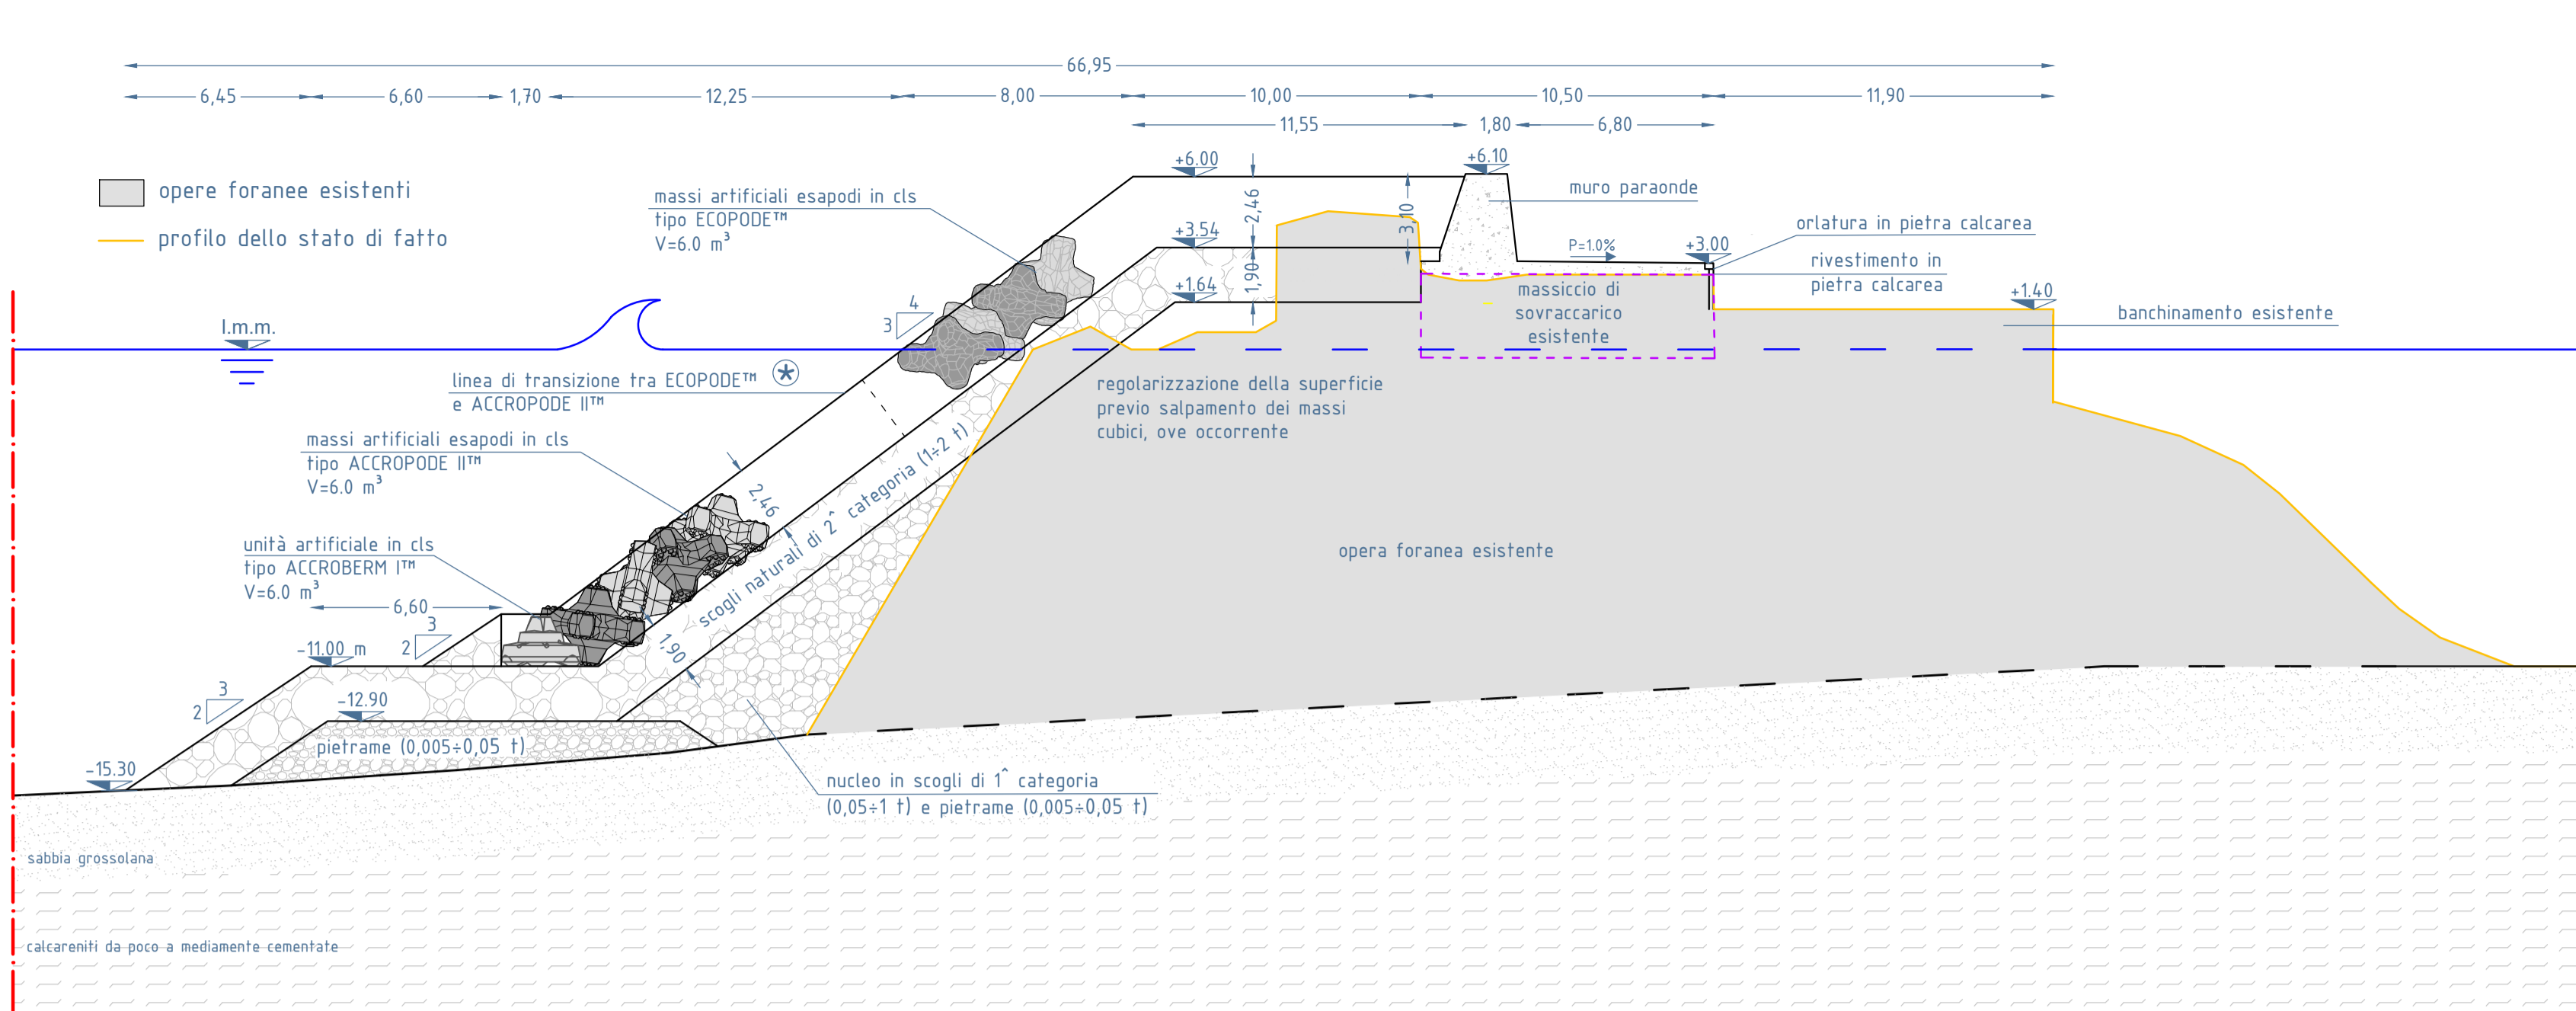 66,95
6,45 6,60 1,70 12,25 8,00 10,00 10,50 11,90
11,55 1,80 6,80
opere foranee esistenti
profilo dello stato di fatto
massi artificiali esapodi in cls
tipo ECOPODE™
V=6.0 m³
+6.00
2,46
3,10
+6.10
muro paraonde
orlatura in pietra calcarea
+3.54
P=1.0%
+3.00
rivestimento in
pietra calcarea
1,90
+1.64
massiccio di
sovraccarico
esistente
+1.40
banchinamento esistente
4
3
l.m.m.
linea di transizione tra ECOPODE™ *
e ACCROPODE II™
regolarizzazione della superficie
previo salpamento dei massi
cubici, ove occorrente
massi artificiali esapodi in cls
tipo ACCROPODE II™
V=6.0 m³
2,46
scogli naturali di 2^ categoria (1÷2 t)
1,90
unità artificiale in cls
tipo ACCROBERM I™
V=6.0 m³
6,60
3
2
opera foranea esistente
-11.00 m
3
2
-12.90
pietrame (0,005÷0,05 t)
-15.30
nucleo in scogli di 1^ categoria
(0,05÷1 t) e pietrame (0,005÷0,05 t)
sabbia grossolana
calcareniti da poco a mediamente cementate